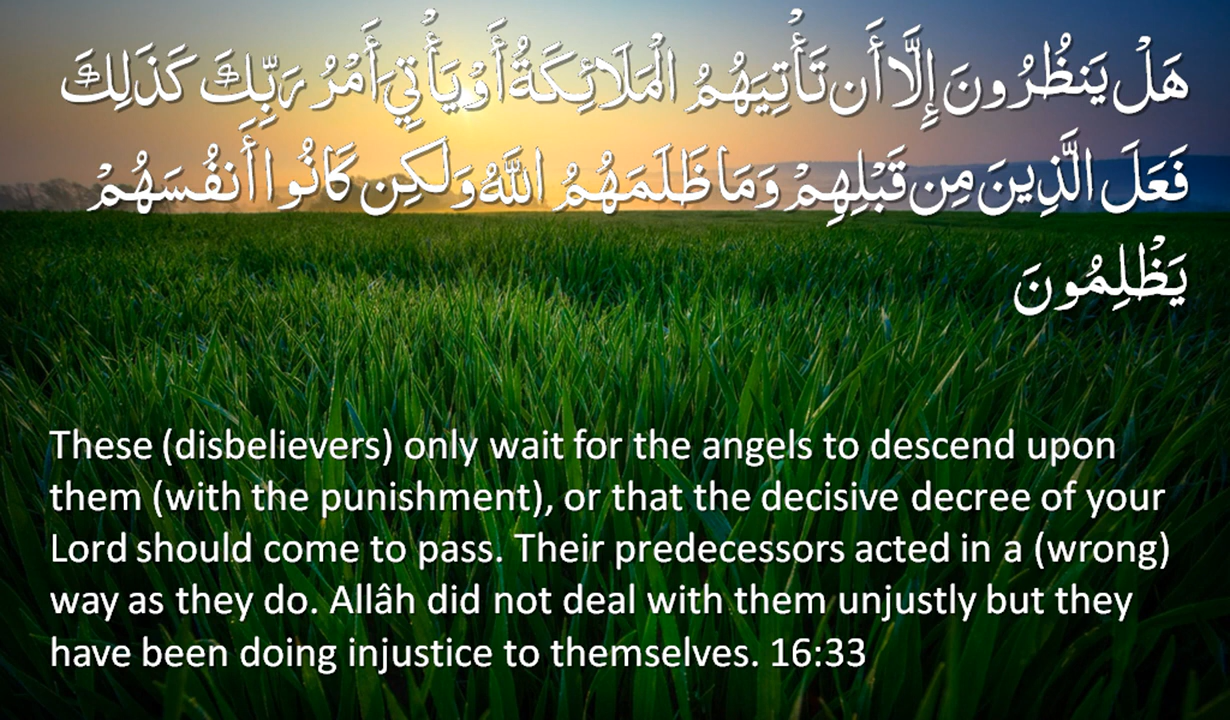 هَلْ يَنظُرُونَ إِلَّا أَن تَأْتِيَهُمُ الْمَلَائِكَةُ أَوْ يَأْتِيَ أَمْرُ رَبِّكَ كَذَلِكَ
فَعَلَ الَّذِينَ مِن قَبْلِهِمْ وَمَا ظَلَمَهُمُ اللَّهُ وَلَكِن كَانُوا أَنفُسَهُمْ
يَظْلِمُونَ
These (disbelievers) only wait for the angels to descend upon
them (with the punishment), or that the decisive decree of your
Lord should come to pass. Their predecessors acted in a (wrong)
way as they do. Allâh did not deal with them unjustly but they
have been doing injustice to themselves. 16:33